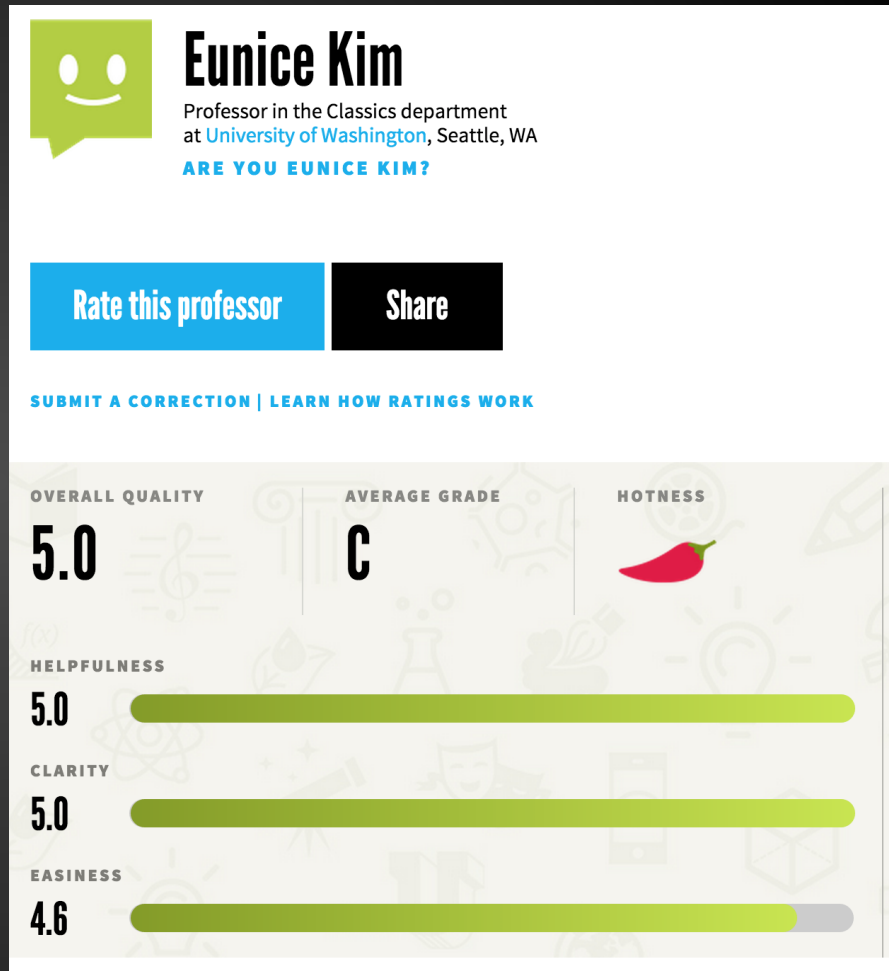 Eunice Kim
Professor in the Classics department
at University of Washington, Seattle, WA
ARE YOU EUNICE KIM?
Rate this professor
Share
SUBMIT A CORRECTION | LEARN HOW RATINGS WORK
OVERALL QUALITY
5.0
AVERAGE GRADE
C
HOTNESS
f(x)
HELPFULNESS
5.0
CLARITY
5.0
EASINESS
4.6